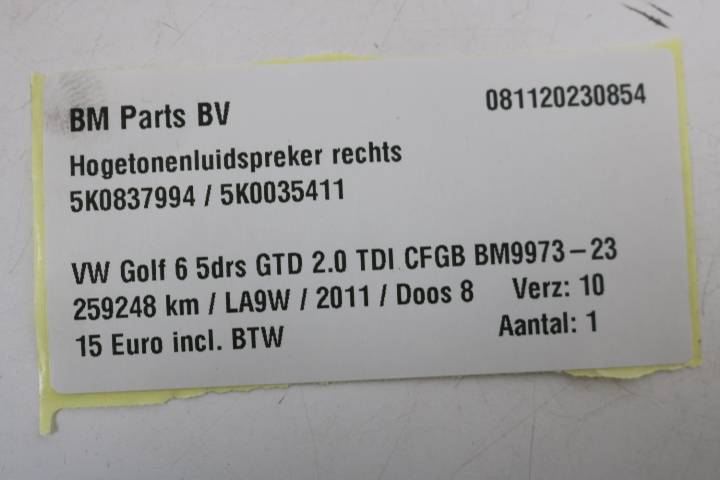 BM Parts BV 081120230854
Hogetonenluidspreker rechts
5K0837994 / 5K0035411
VW Golf 6 5drs GTD 2.0 TDI CFGB BM9973-23
259248 km / LA9W / 2011 / Doos 8 Verz: 10
15 Euro incl. BTW Aantal: 1